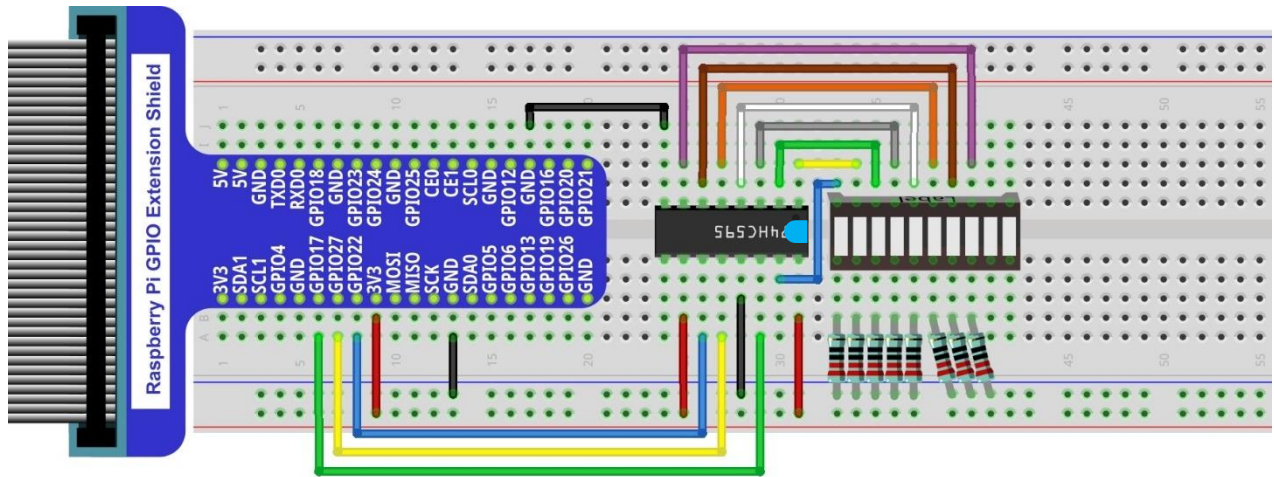 Raspberry Pi GPIO Extension Shield
1
10
15
20
45
50
55
J
I
5V
5V
GND
TXD0
RXD0
GPIO18
GND
GPIO23
GPIO24
GND
GPIO25
CE0
CE1
SCL0
GND
GPIO12
GND
GPIO16
GPIO20
GPIO21
3V3
SDA1
SCL1
GPIO4
GND
GPIO17
GPIO27
GPIO22
3V3
MOSI
MISO
SCK
GND
SDA0
GPIO5
GPIO6
GPIO13
GPIO19
GPIO26
GND
74HC595
B
A
1
10
15
20
30
45
50
55